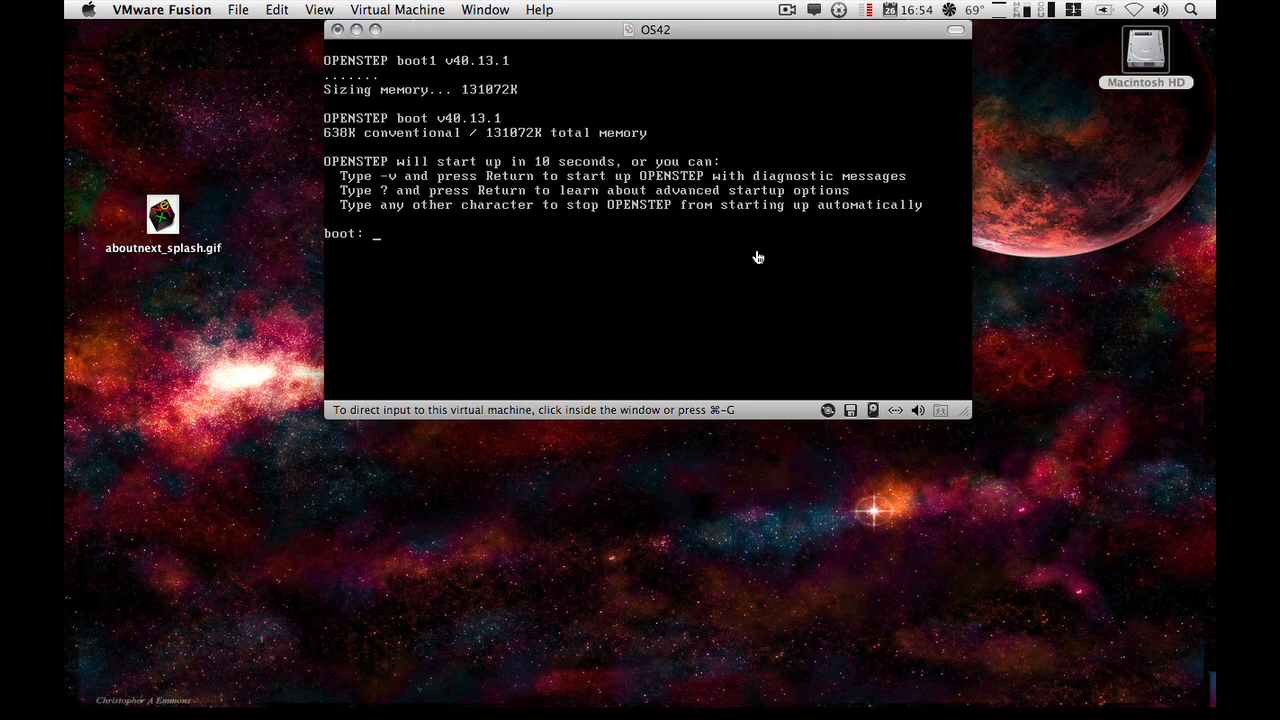 VMware Fusion File Edit View Virtual Machine Window Help 26 16:54 69° MEM CPU
OS42
OPENSTEP boot1 v40.13.1
.......
Sizing memory... 131072K
OPENSTEP boot v40.13.1
638K conventional / 131072K total memory
OPENSTEP will start up in 10 seconds, or you can:
Type -v and press Return to start up OPENSTEP with diagnostic messages
Type ? and press Return to learn about advanced startup options
Type any other character to stop OPENSTEP from starting up automatically
boot: _
To direct input to this virtual machine, click inside the window or press ⌘-G
Macintosh HD
NeXT
aboutnext_splash.gif
Christopher A Emmons